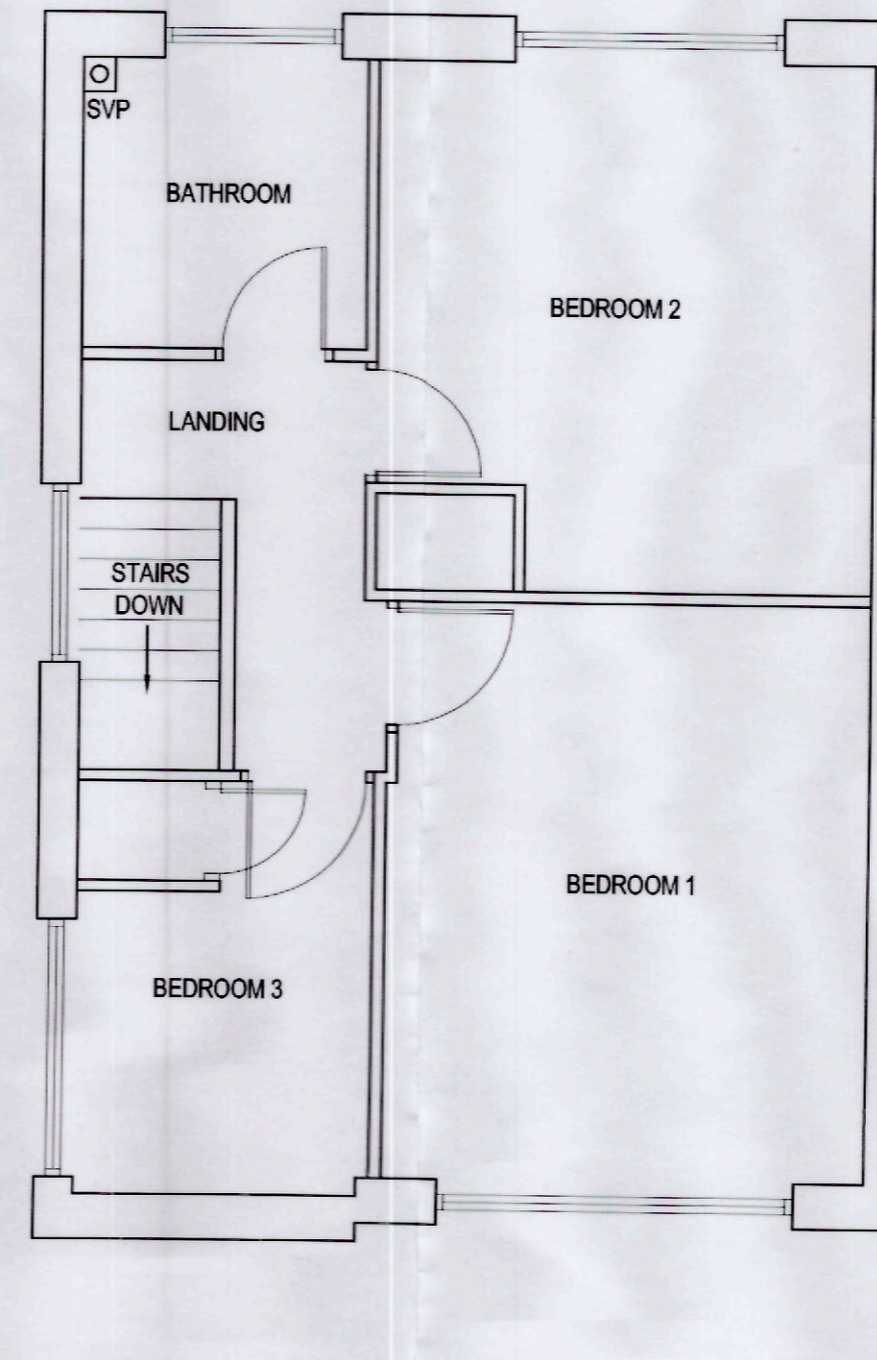 SVP
BATHROOM
BEDROOM 2
LANDING
STAIRS
DOWN
BEDROOM 1
BEDROOM 3